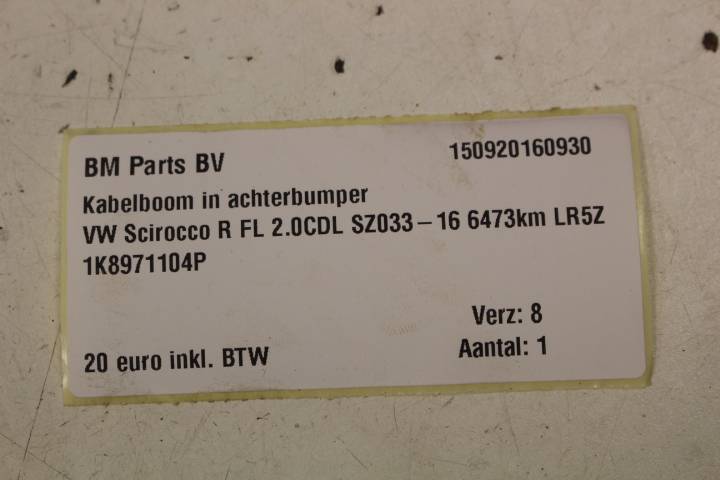 BM Parts BV 150920160930
Kabelboom in achterbumper
VW Scirocco R FL 2.0CDL SZ033-16 6473km LR5Z
1K8971104P
Verz: 8
20 euro inkl. BTW Aantal: 1